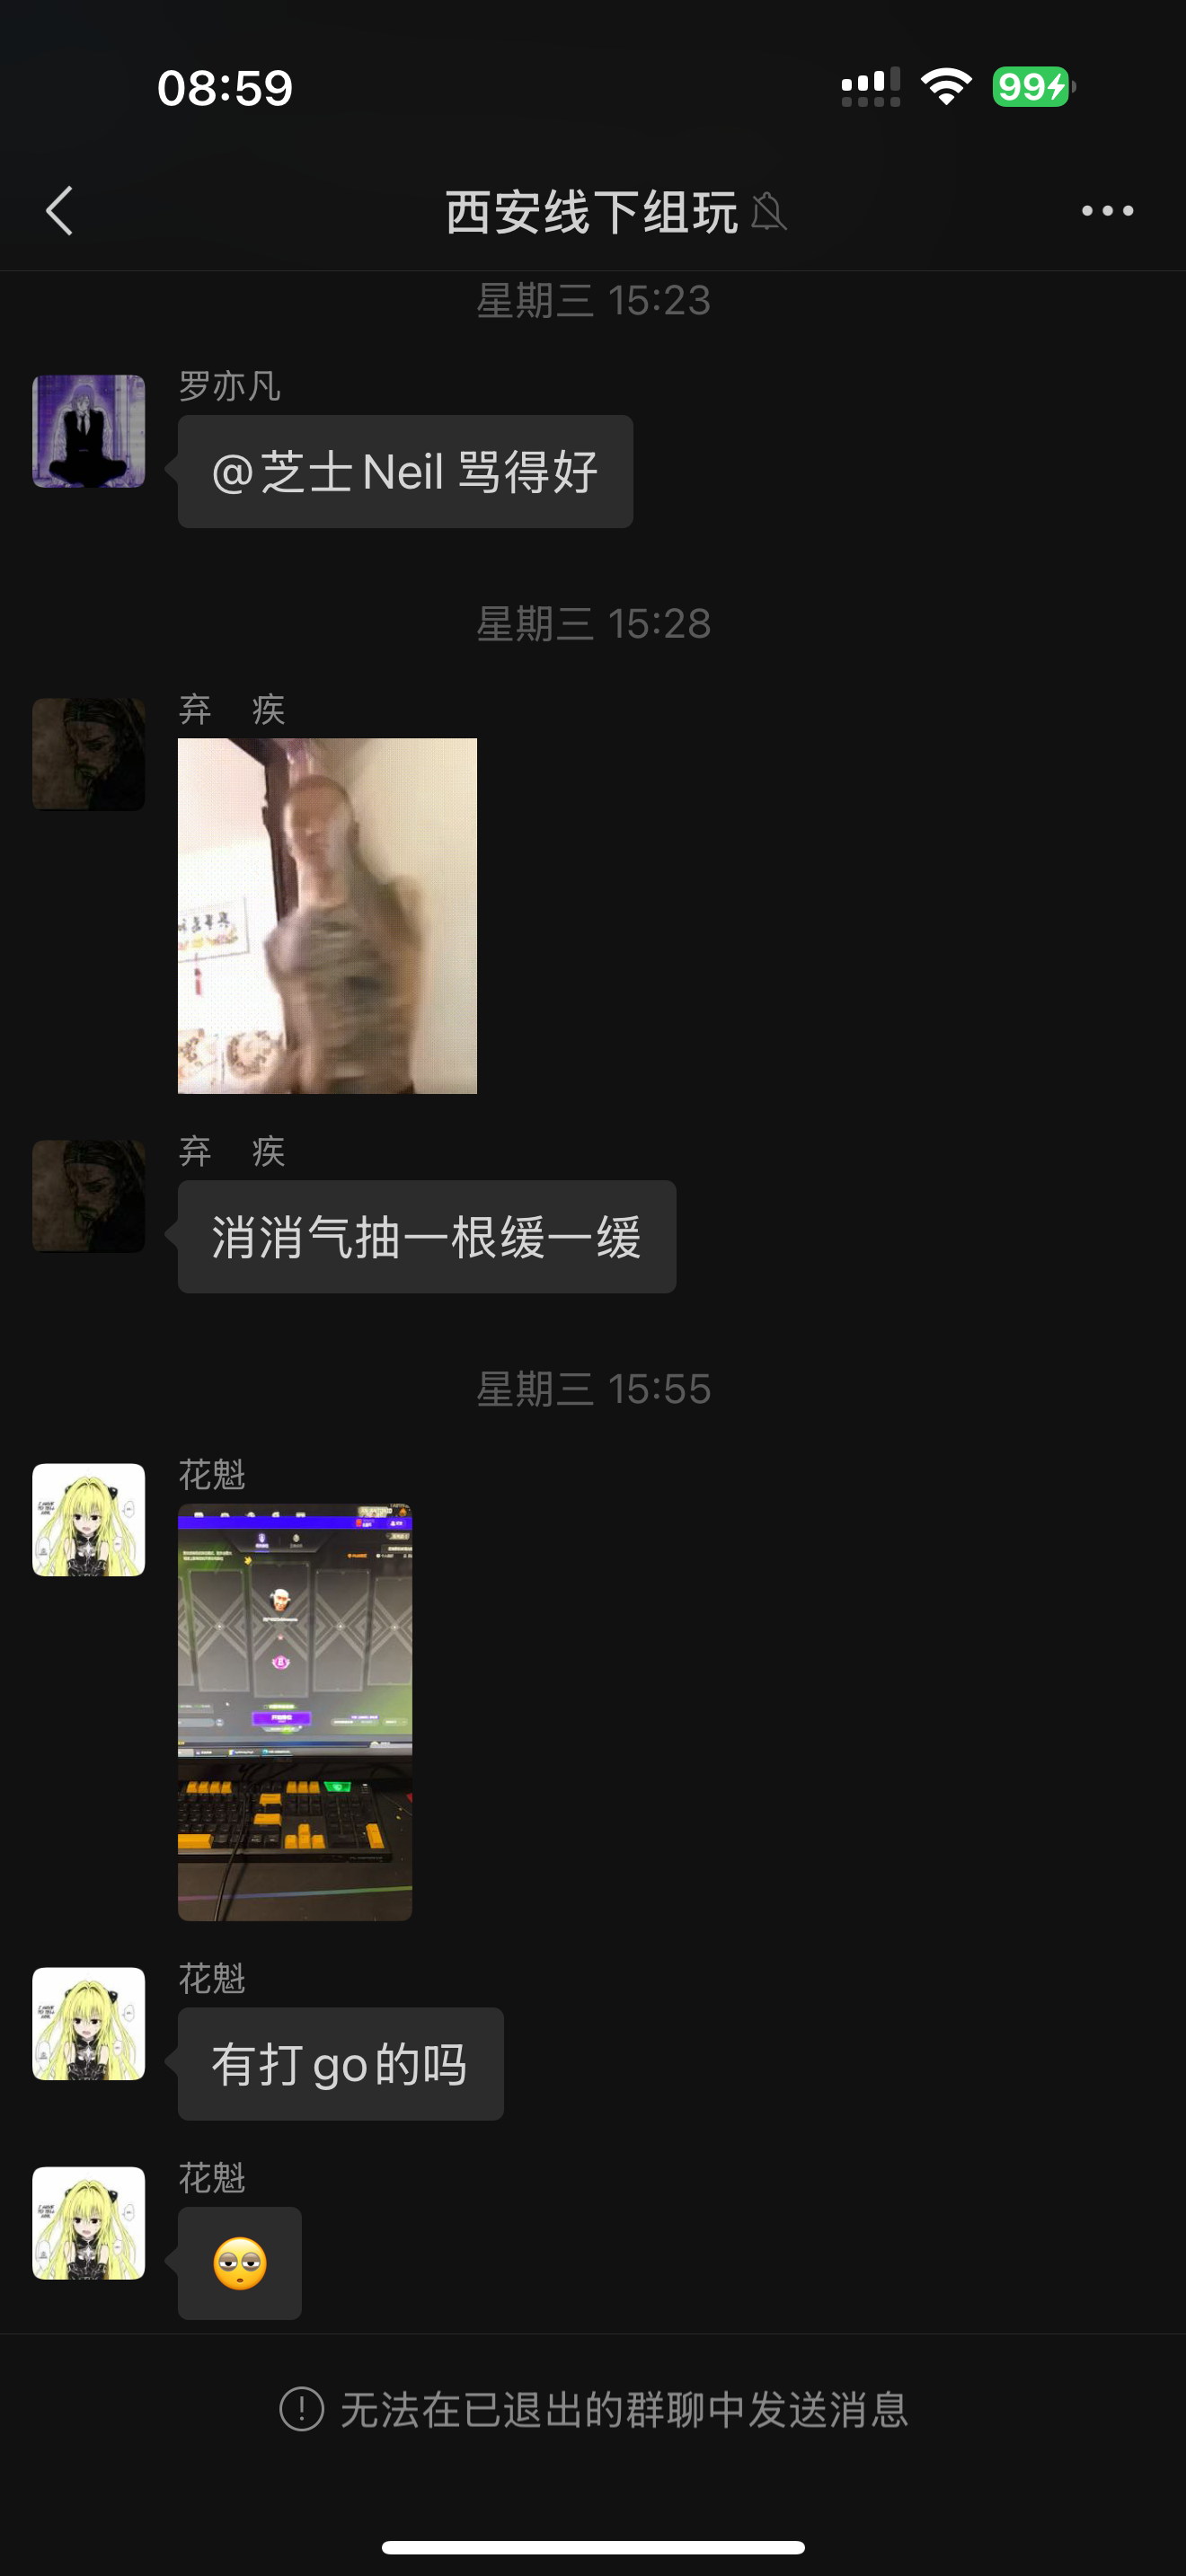 08:59
99
西安线下组玩
星期三 15:23
罗亦凡
@芝士Neil 骂得好
星期三 15:28
弃 疾
弃 疾
消消气抽一根缓一缓
星期三 15:55
花魁
花魁
有打go的吗
花魁
无法在已退出的群聊中发送消息